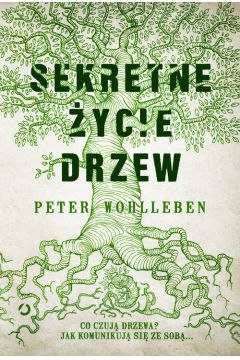 SEKRETNE
ŻYCIE
DRZEW
PETER WOHLLEBEN
CO CZUJĄ DRZEWA?
JAK KOMUNIKUJĄ SIĘ ZE SOBĄ...